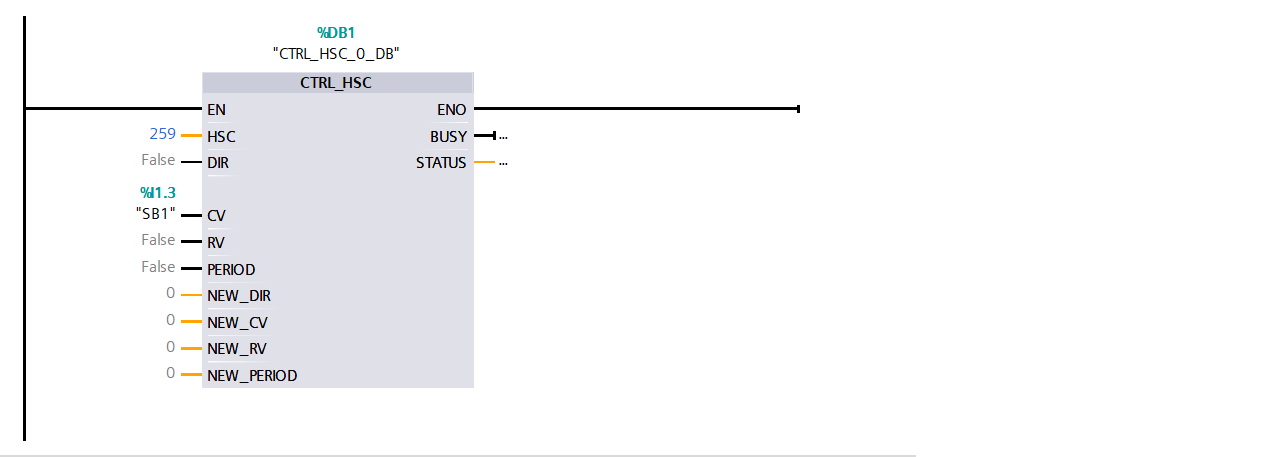 %DB1
"CTRL_HSC_0_DB"
CTRL_HSC
EN ENO
259 HSC BUSY ...
False DIR STATUS ...
%I1.3
"SB1" CV
False RV
False PERIOD
0 NEW_DIR
0 NEW_CV
0 NEW_RV
0 NEW_PERIOD